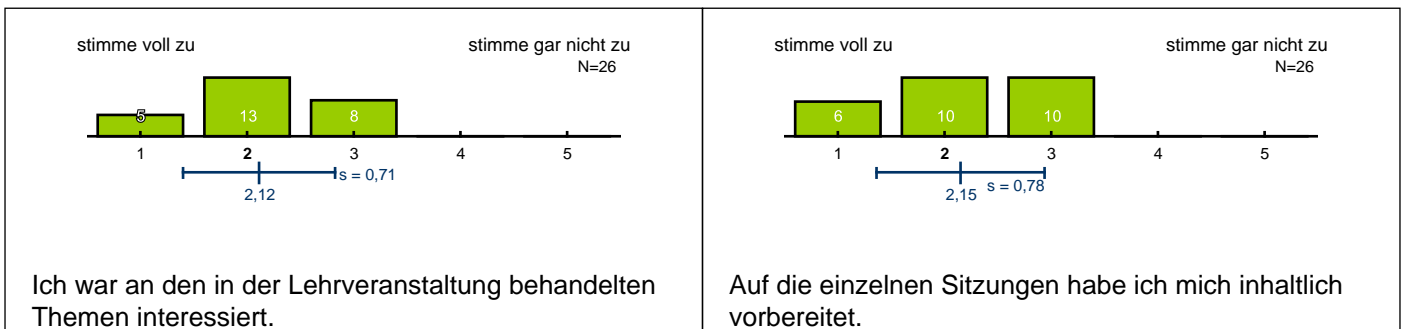 stimme voll zu
stimme gar nicht zu
N=26
5
13
8
1
2
3
4
5
s = 0,71
2,12
Ich war an den in der Lehrveranstaltung behandelten
Themen interessiert.
stimme voll zu
stimme gar nicht zu
N=26
6
10
10
1
2
3
4
5
s = 0,78
2,15
Auf die einzelnen Sitzungen habe ich mich inhaltlich
vorbereitet.